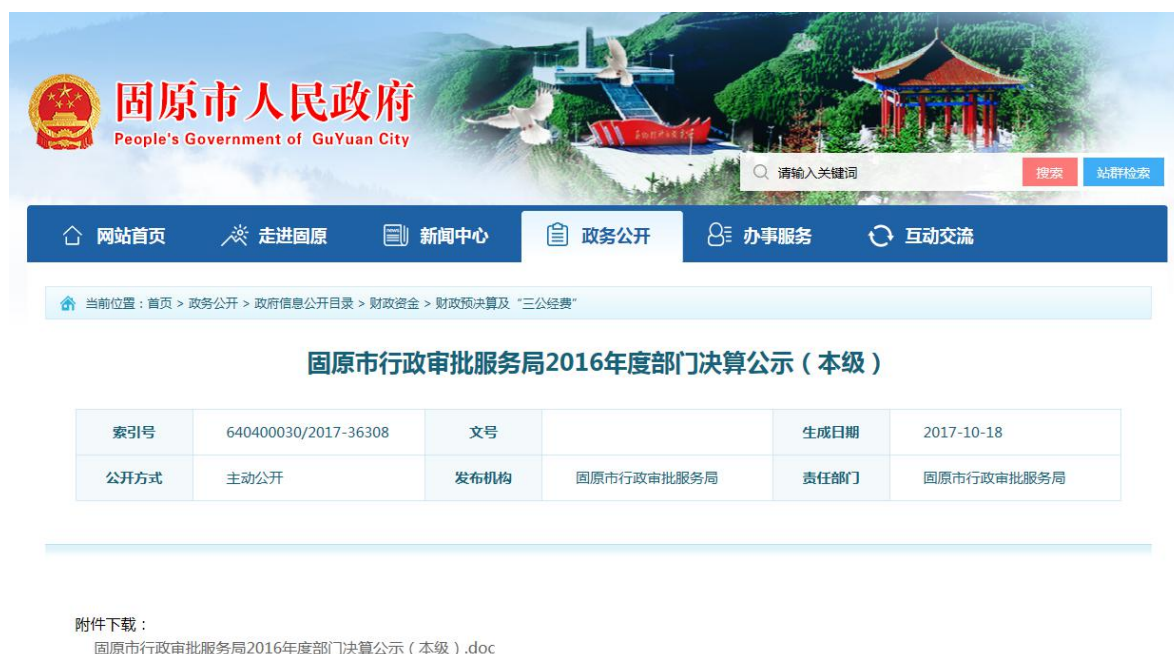 固原市人民政府
People's Government of GuYuan City
请输入关键词 搜索 站群检索
网站首页 走进固原 新闻中心 政务公开 办事服务 互动交流
当前位置：首页 > 政务公开 > 政府信息公开目录 > 财政资金 > 财政预决算及“三公经费”
固原市行政审批服务局2016年度部门决算公示（本级）
索引号 640400030/2017-36308 文号 生成日期 2017-10-18
公开方式 主动公开 发布机构 固原市行政审批服务局 责任部门 固原市行政审批服务局
附件下载：
固原市行政审批服务局2016年度部门决算公示（本级）.doc